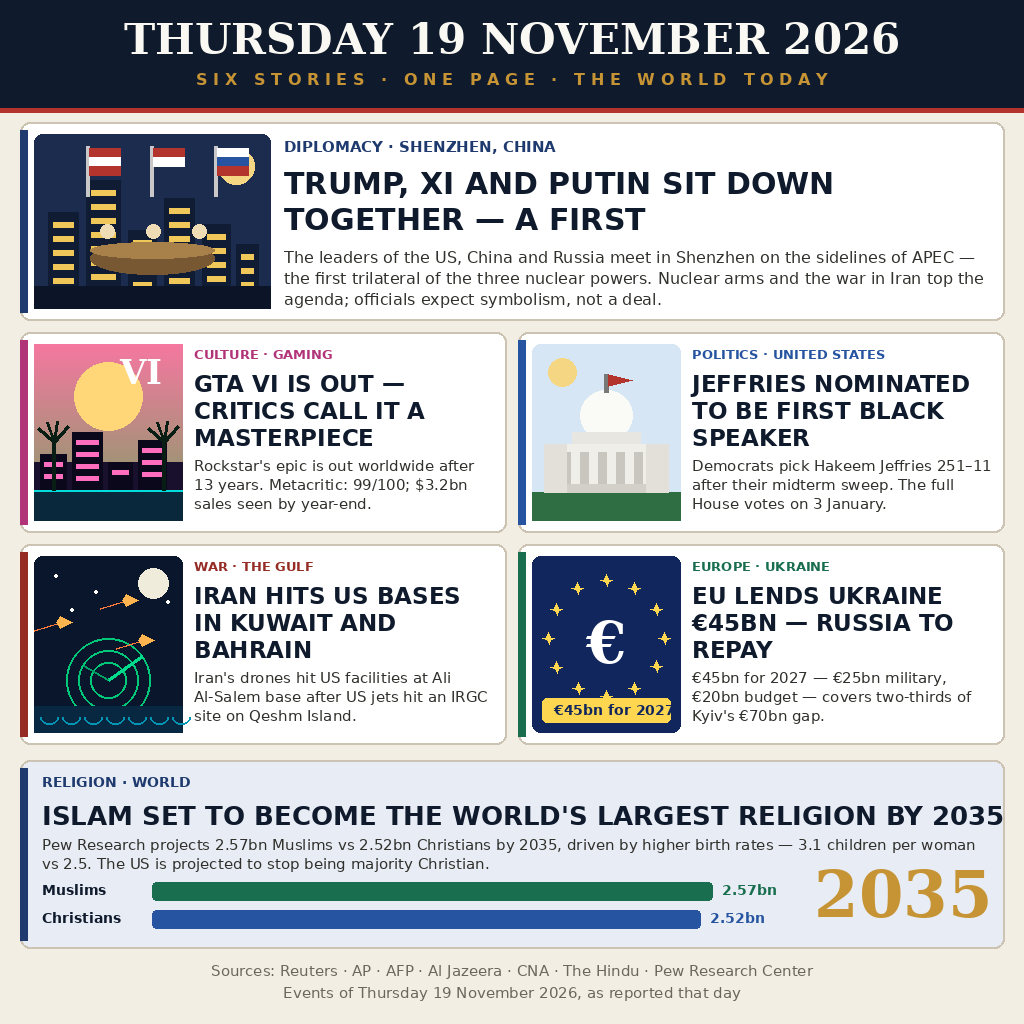 THURSDAY 19 NOVEMBER 2026
SIX STORIES · ONE PAGE · THE WORLD TODAY
DIPLOMACY · SHENZHEN, CHINA
TRUMP, XI AND PUTIN SIT DOWN
TOGETHER — A FIRST
The leaders of the US, China and Russia meet in Shenzhen on the sidelines of APEC —
the first trilateral of the three nuclear powers. Nuclear arms and the war in Iran top the
agenda; officials expect symbolism, not a deal.
VI
CULTURE · GAMING
GTA VI IS OUT —
CRITICS CALL IT A
MASTERPIECE
Rockstar's epic is out worldwide after
13 years. Metacritic: 99/100; $3.2bn
sales seen by year-end.
POLITICS · UNITED STATES
JEFFRIES NOMINATED
TO BE FIRST BLACK
SPEAKER
Democrats pick Hakeem Jeffries 251–11
after their midterm sweep. The full
House votes on 3 January.
WAR · THE GULF
IRAN HITS US BASES
IN KUWAIT AND
BAHRAIN
Iran's drones hit US facilities at Ali
Al-Salem base after US jets hit an IRGC
site on Qeshm Island.
€
€45bn for 2027
EUROPE · UKRAINE
EU LENDS UKRAINE
€45BN — RUSSIA TO
REPAY
€45bn for 2027 — €25bn military,
€20bn budget — covers two-thirds of
Kyiv's €70bn gap.
RELIGION · WORLD
ISLAM SET TO BECOME THE WORLD'S LARGEST RELIGION BY 2035
Pew Research projects 2.57bn Muslims vs 2.52bn Christians by 2035, driven by higher birth rates — 3.1 children per woman
vs 2.5. The US is projected to stop being majority Christian.
Muslims 2.57bn
Christians 2.52bn
2035
Sources: Reuters · AP · AFP · Al Jazeera · CNA · The Hindu · Pew Research Center
Events of Thursday 19 November 2026, as reported that day